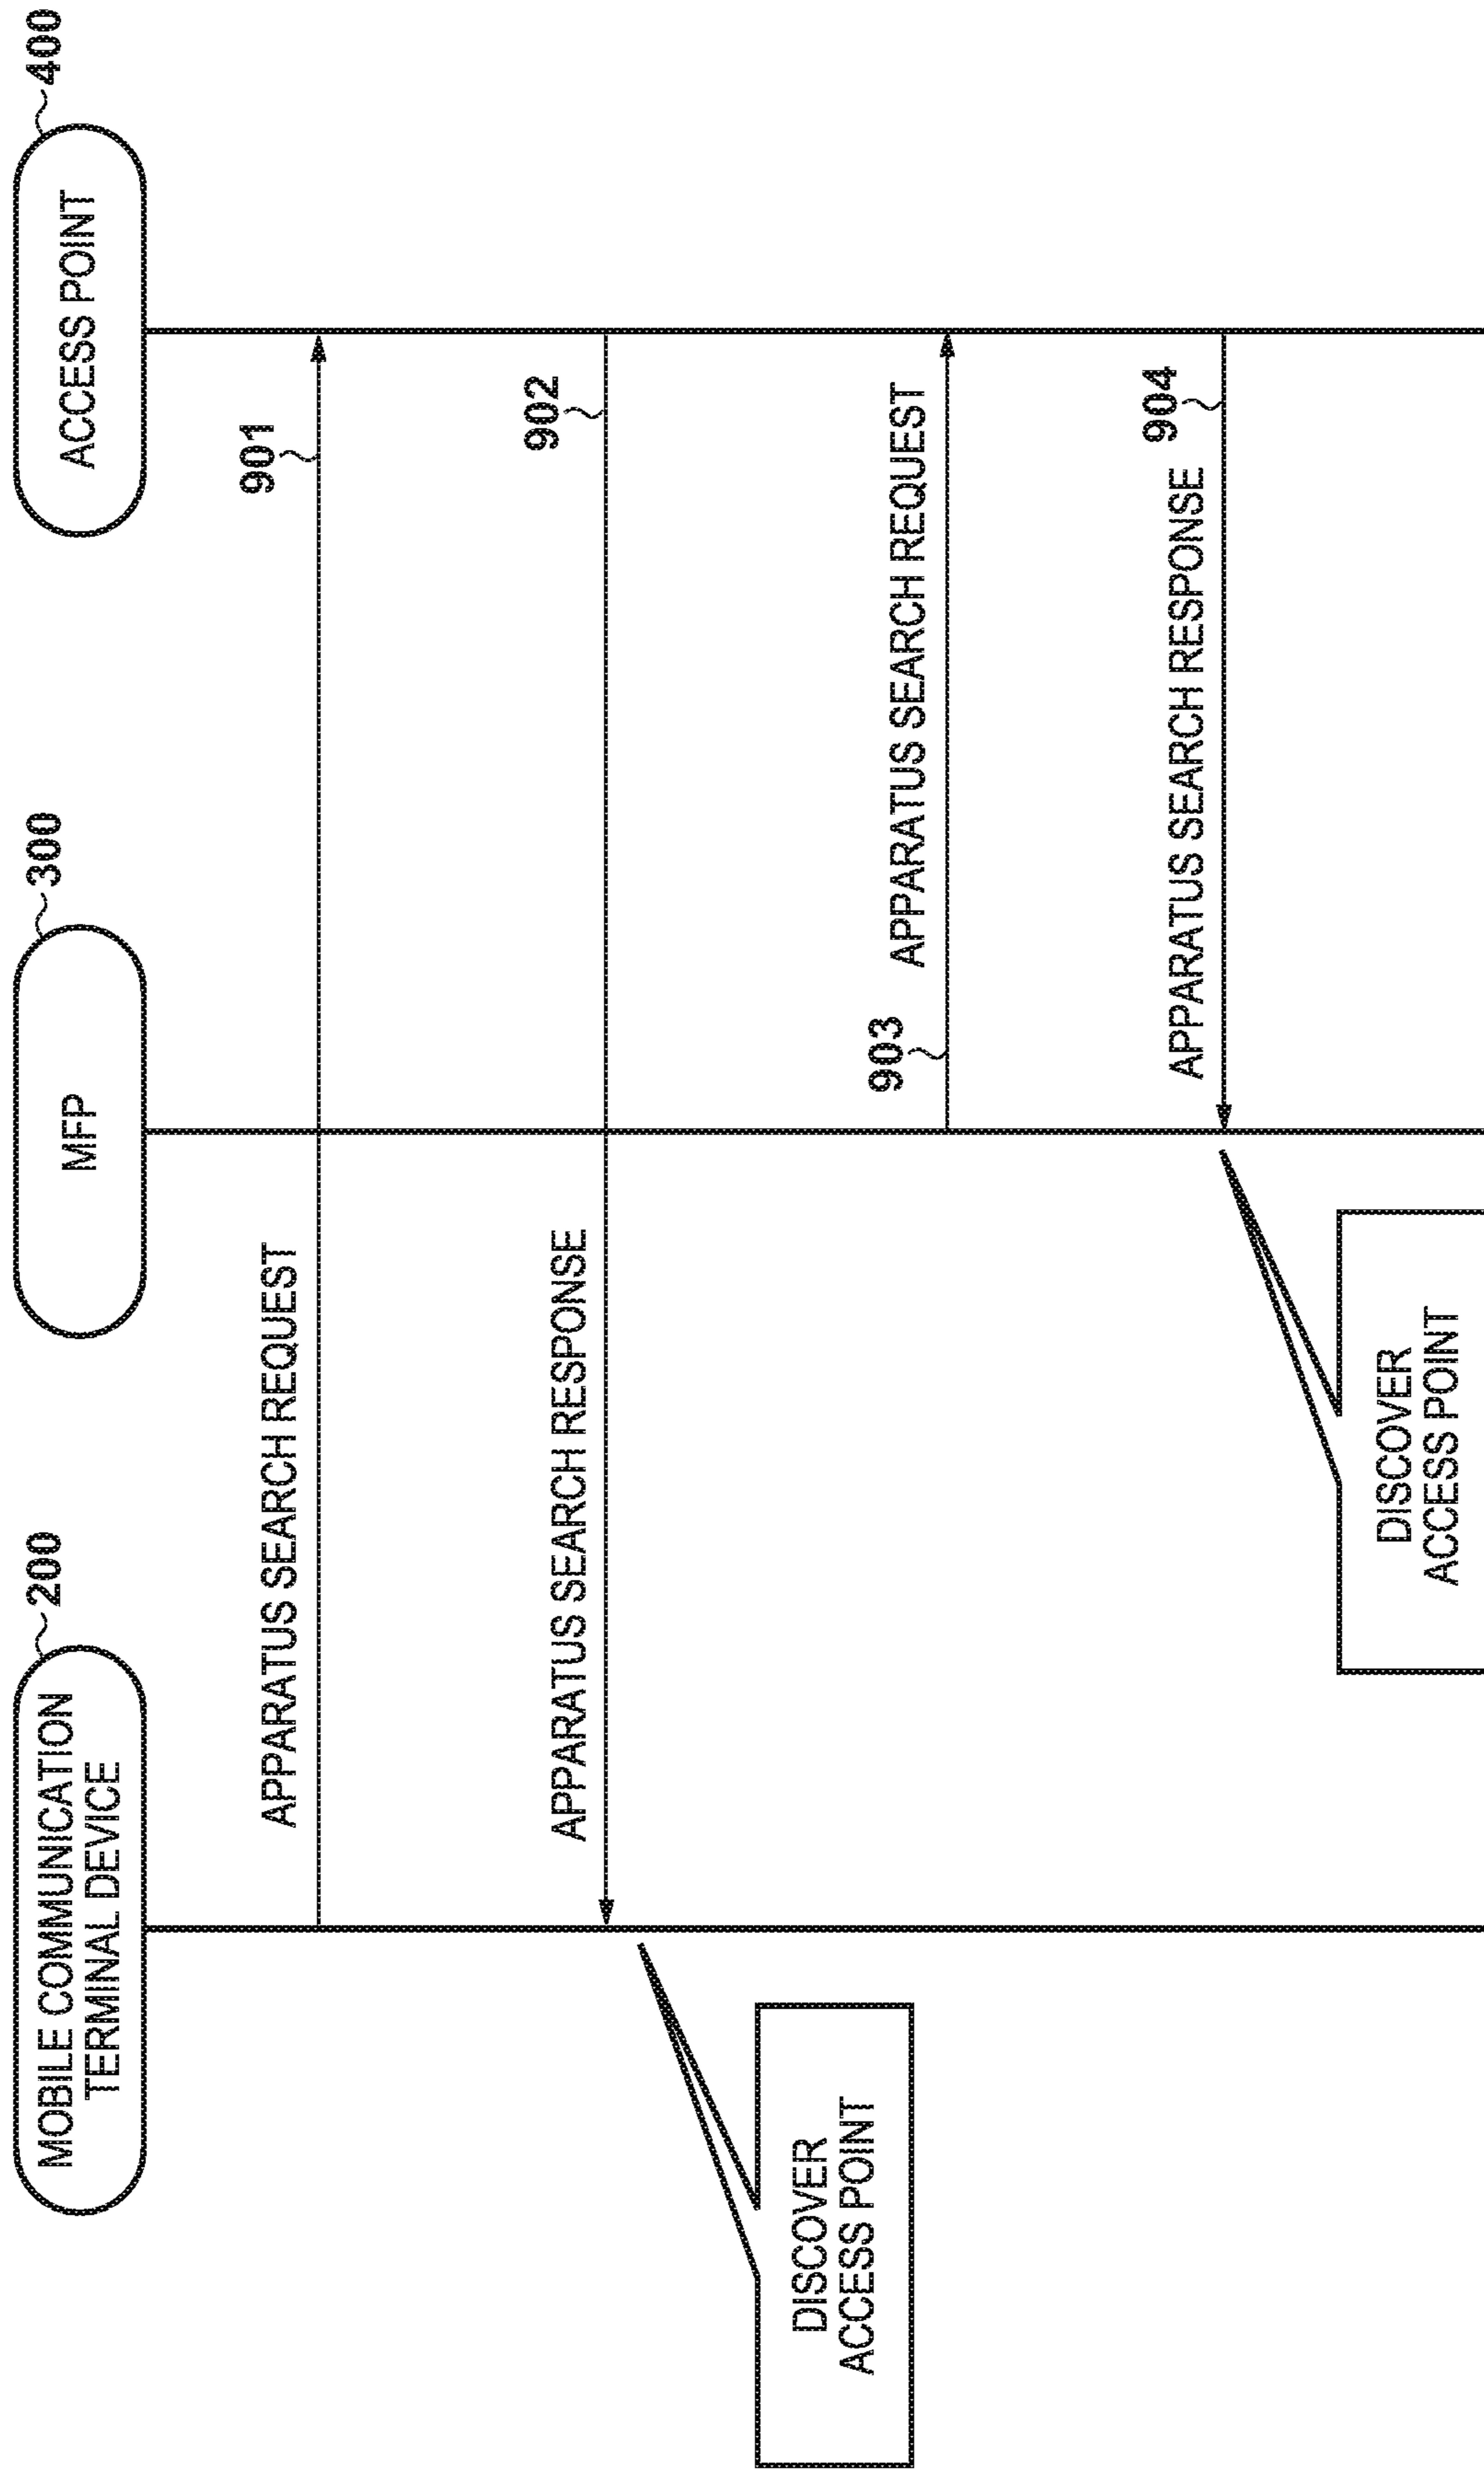 MOBILE COMMUNICATION
TERMINAL DEVICE
200
MFP
300
ACCESS POINT
400
APPARATUS SEARCH REQUEST
901
APPARATUS SEARCH RESPONSE
902
DISCOVER
ACCESS POINT
903
APPARATUS SEARCH REQUEST
APPARATUS SEARCH RESPONSE
904
DISCOVER
ACCESS POINT